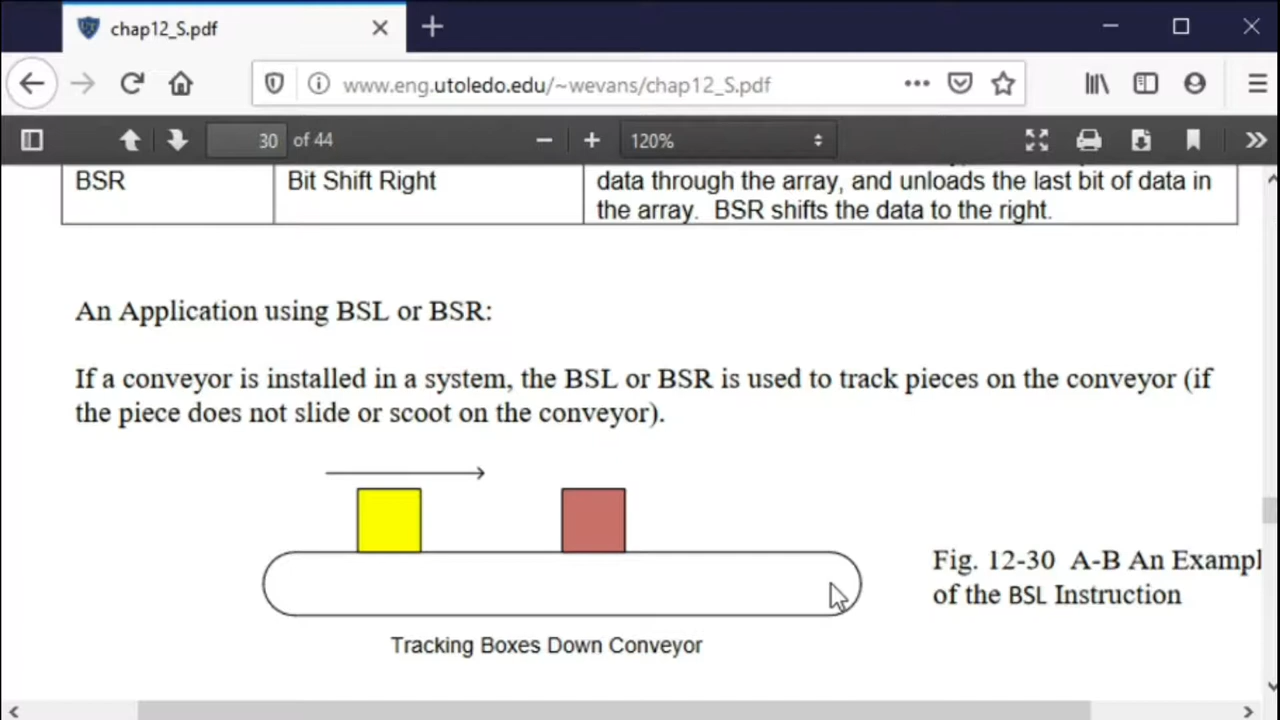 chap12_S.pdf
www.eng.utoledo.edu/~wevans/chap12_S.pdf
30 of 44
120%
BSR
Bit Shift Right
data through the array, and unloads the last bit of data in
the array. BSR shifts the data to the right.
An Application using BSL or BSR:
If a conveyor is installed in a system, the BSL or BSR is used to track pieces on the conveyor (if
the piece does not slide or scoot on the conveyor).
Fig. 12-30 A-B An Exampl
of the BSL Instruction
Tracking Boxes Down Conveyor